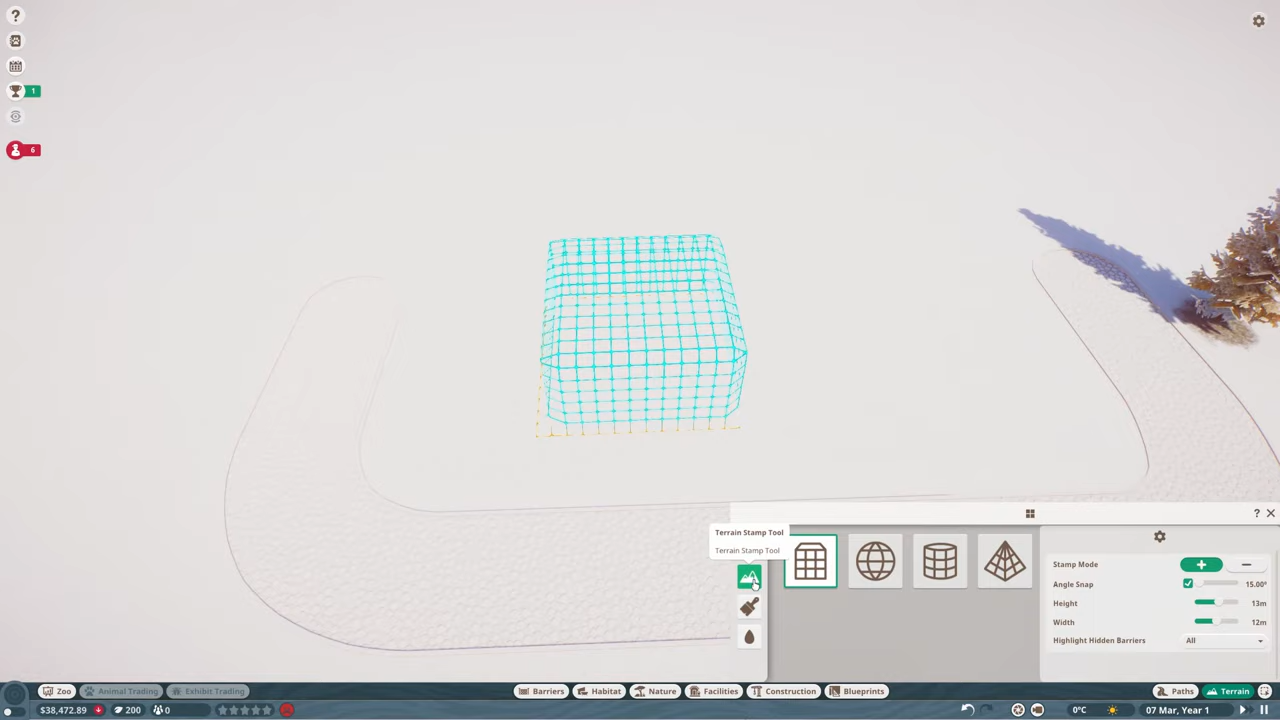 ?
1
6
Terrain Stamp Tool
Terrain Stamp Tool
?
Stamp Mode
+ −
Angle Snap 15.00°
Height 13m
Width 12m
Highlight Hidden Barriers All
Zoo Animal Trading Exhibit Trading Barriers Habitat Nature Facilities Construction Blueprints Paths Terrain
$38,472.89 200 0 0°C 07 Mar, Year 1